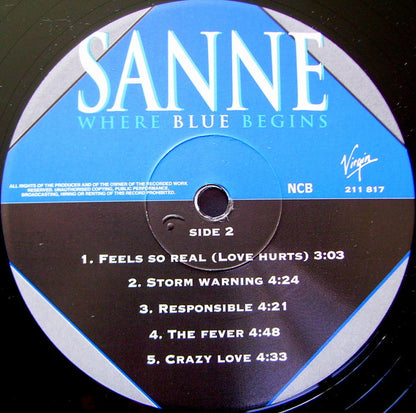 SANNE
WHERE BLUE BEGINS
Virgin
ALL RIGHTS OF THE PRODUCER AND OF THE OWNER OF THE RECORDED WORK
RESERVED. UNAUTHORISED COPYING, PUBLIC PERFORMANCE,
BROADCASTING, HIRING OR RENTING OF THIS RECORD PROHIBITED.
NCB
211 817
SIDE 2
1. FEELS SO REAL (LOVE HURTS) 3:03
2. STORM WARNING 4:24
3. RESPONSIBLE 4:21
4. THE FEVER 4:48
5. CRAZY LOVE 4:33